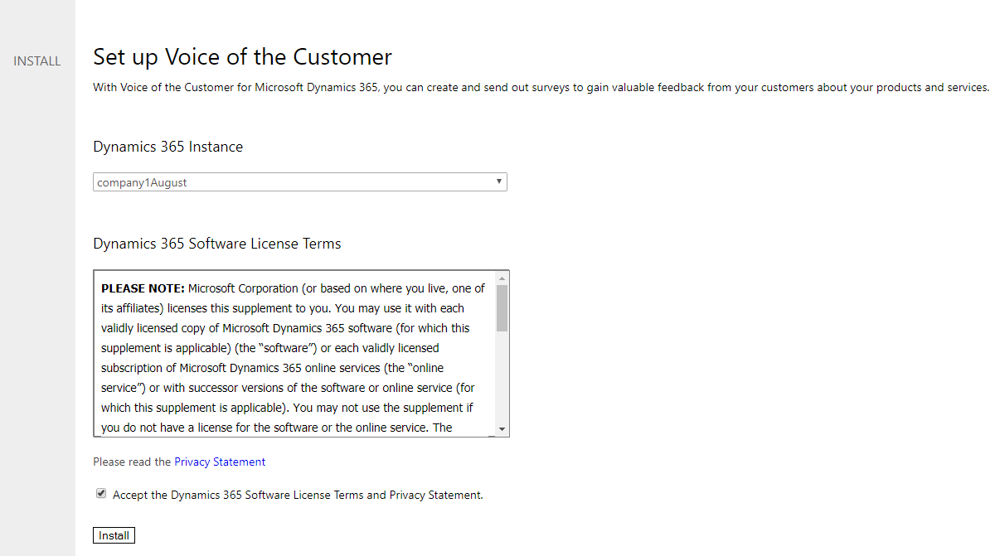 INSTALL
Set up Voice of the Customer
With Voice of the Customer for Microsoft Dynamics 365, you can create and send out surveys to gain valuable feedback from your customers about your products and services.
Dynamics 365 Instance
company1August
Dynamics 365 Software License Terms
PLEASE NOTE: Microsoft Corporation (or based on where you live, one of
its affiliates) licenses this supplement to you. You may use it with each
validly licensed copy of Microsoft Dynamics 365 software (for which this
supplement is applicable) (the “software”) or each validly licensed
subscription of Microsoft Dynamics 365 online services (the “online
service”) or with successor versions of the software or online service (for
which this supplement is applicable). You may not use the supplement if
you do not have a license for the software or the online service. The
Please read the Privacy Statement
Accept the Dynamics 365 Software License Terms and Privacy Statement.
Install